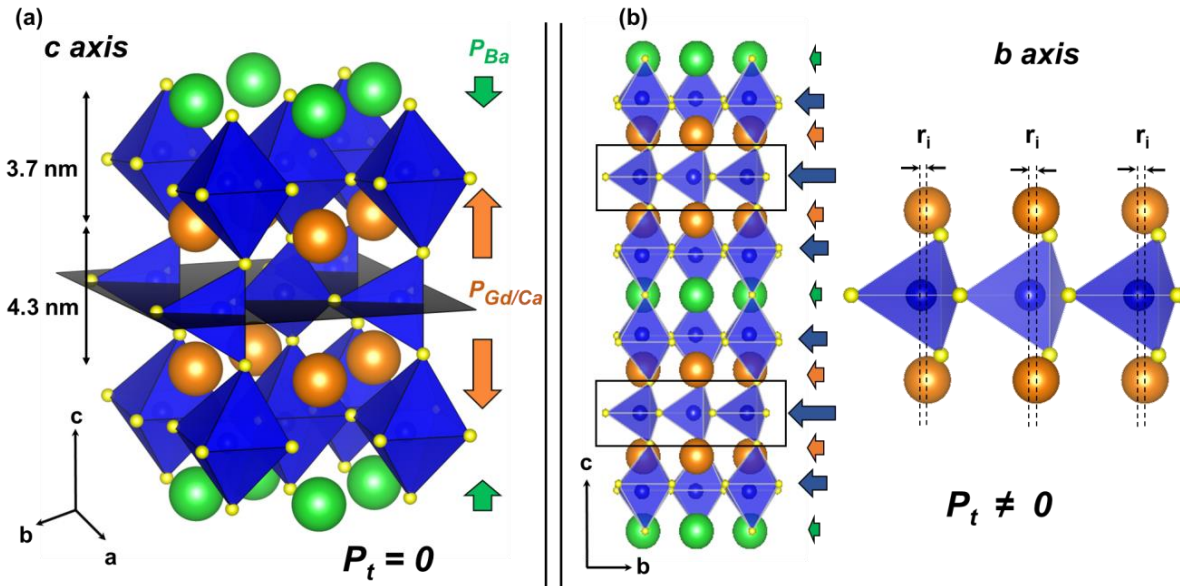 (a)
c axis
P_Ba
3.7 nm
4.3 nm
P_Gd/Ca
c
b
a
P_t = 0
(b)
b axis
r_i r_i r_i
c
b
P_t ≠ 0